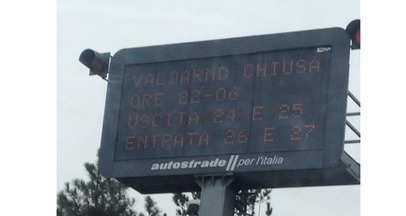 VALDARNO CHIUSA
ORE 22-06
USCITA 24 E 25
ENTRATA 26 E 27
autostrade // per l'italia